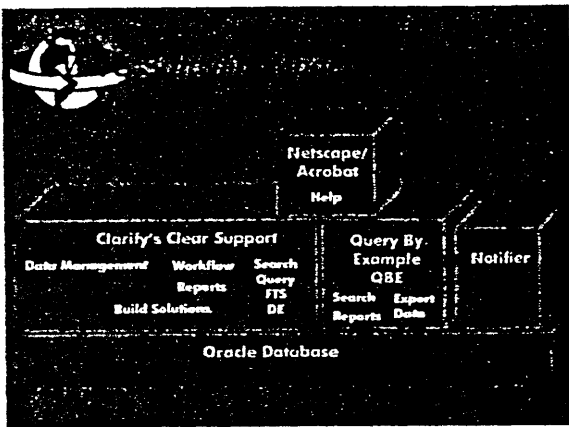 Netscape/
Acrobat
Help
Clarify's Clear Support
Data Management Workflow Search
Query
Reports FTS
Build Solutions DE
Query By
Example
QBE
Search Export
Reports Data
Notifier
Oracle Database